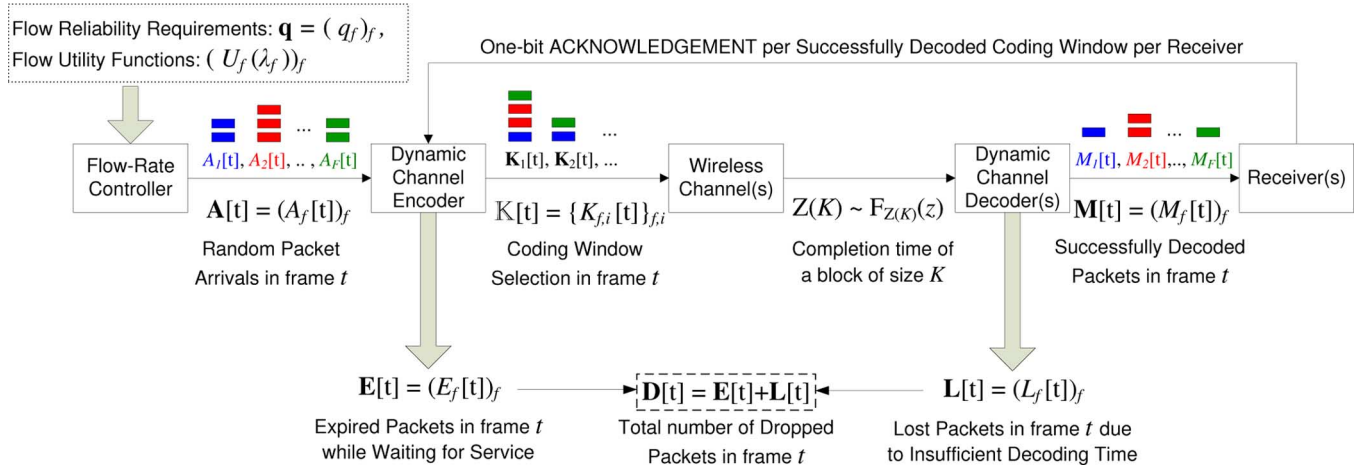 Flow Reliability Requirements: q = ( q_f )_f ,
Flow Utility Functions: ( U_f (λ_f ))_f
One-bit ACKNOWLEDGEMENT per Successfully Decoded Coding Window per Receiver
Flow-Rate
Controller
A_1[t], A_2[t], .. , A_F[t]
...
A[t] = (A_f[t])_f
Random Packet
Arrivals in frame t
Dynamic
Channel
Encoder
...
K_1[t], K_2[t], ...
𝕂[t] = {K_{f,i}[t]}_{f,i}
Coding Window
Selection in frame t
Wireless
Channel(s)
Z(K) ~ F_{Z(K)}(z)
Completion time of
a block of size K
Dynamic
Channel
Decoder(s)
...
M_1[t], M_2[t],.., M_F[t]
M[t] = (M_f[t])_f
Successfully Decoded
Packets in frame t
Receiver(s)
E[t] = (E_f[t])_f
Expired Packets in frame t
while Waiting for Service
D[t] = E[t]+L[t]
Total number of Dropped
Packets in frame t
L[t] = (L_f[t])_f
Lost Packets in frame t due
to Insufficient Decoding Time